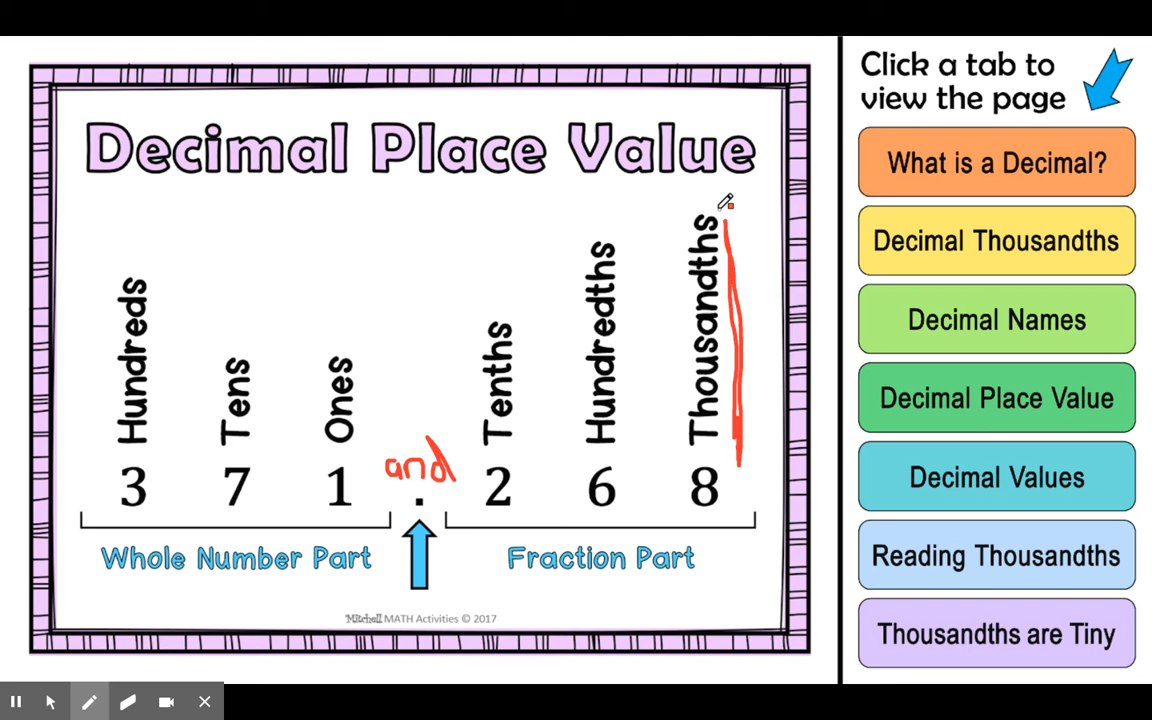 Decimal Place Value
Hundreds
Tens
Ones
Tenths
Hundredths
Thousandths
and
3 7 1 . 2 6 8
Whole Number Part
Fraction Part
Mitchell MATH Activities © 2017
Click a tab to
view the page
What is a Decimal?
Decimal Thousandths
Decimal Names
Decimal Place Value
Decimal Values
Reading Thousandths
Thousandths are Tiny